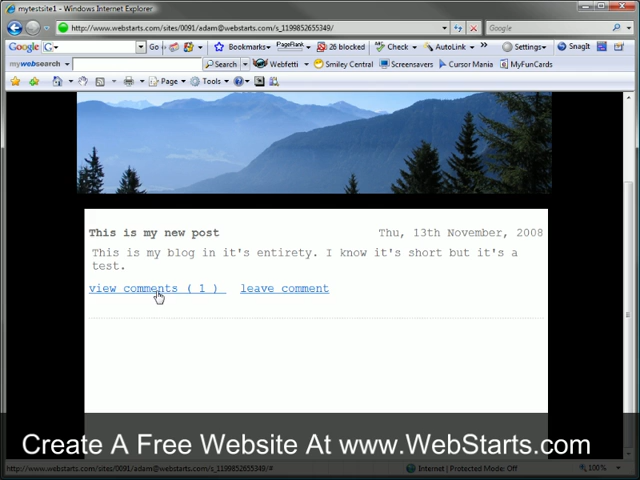 mytestsite1 - Windows Internet Explorer
http://www.webstarts.com/sites/0091/adam@webstarts.com/s_1199852655349/
Google
Google G Go Bookmarks PageRank 26 blocked Check AutoLink » Settings SnagIt
mywebsearch Search Webfetti Smiley Central Screensavers Cursor Mania MyFunCards
Page Tools
This is my new post Thu, 13th November, 2008
This is my blog in it's entirety. I know it's short but it's a
test.
view comments ( 1 ) leave comment
Create A Free Website At www.WebStarts.com
http://www.webstarts.com/sites/0091/adam@webstarts.com/s_1199852655349/# Internet | Protected Mode: Off 100%